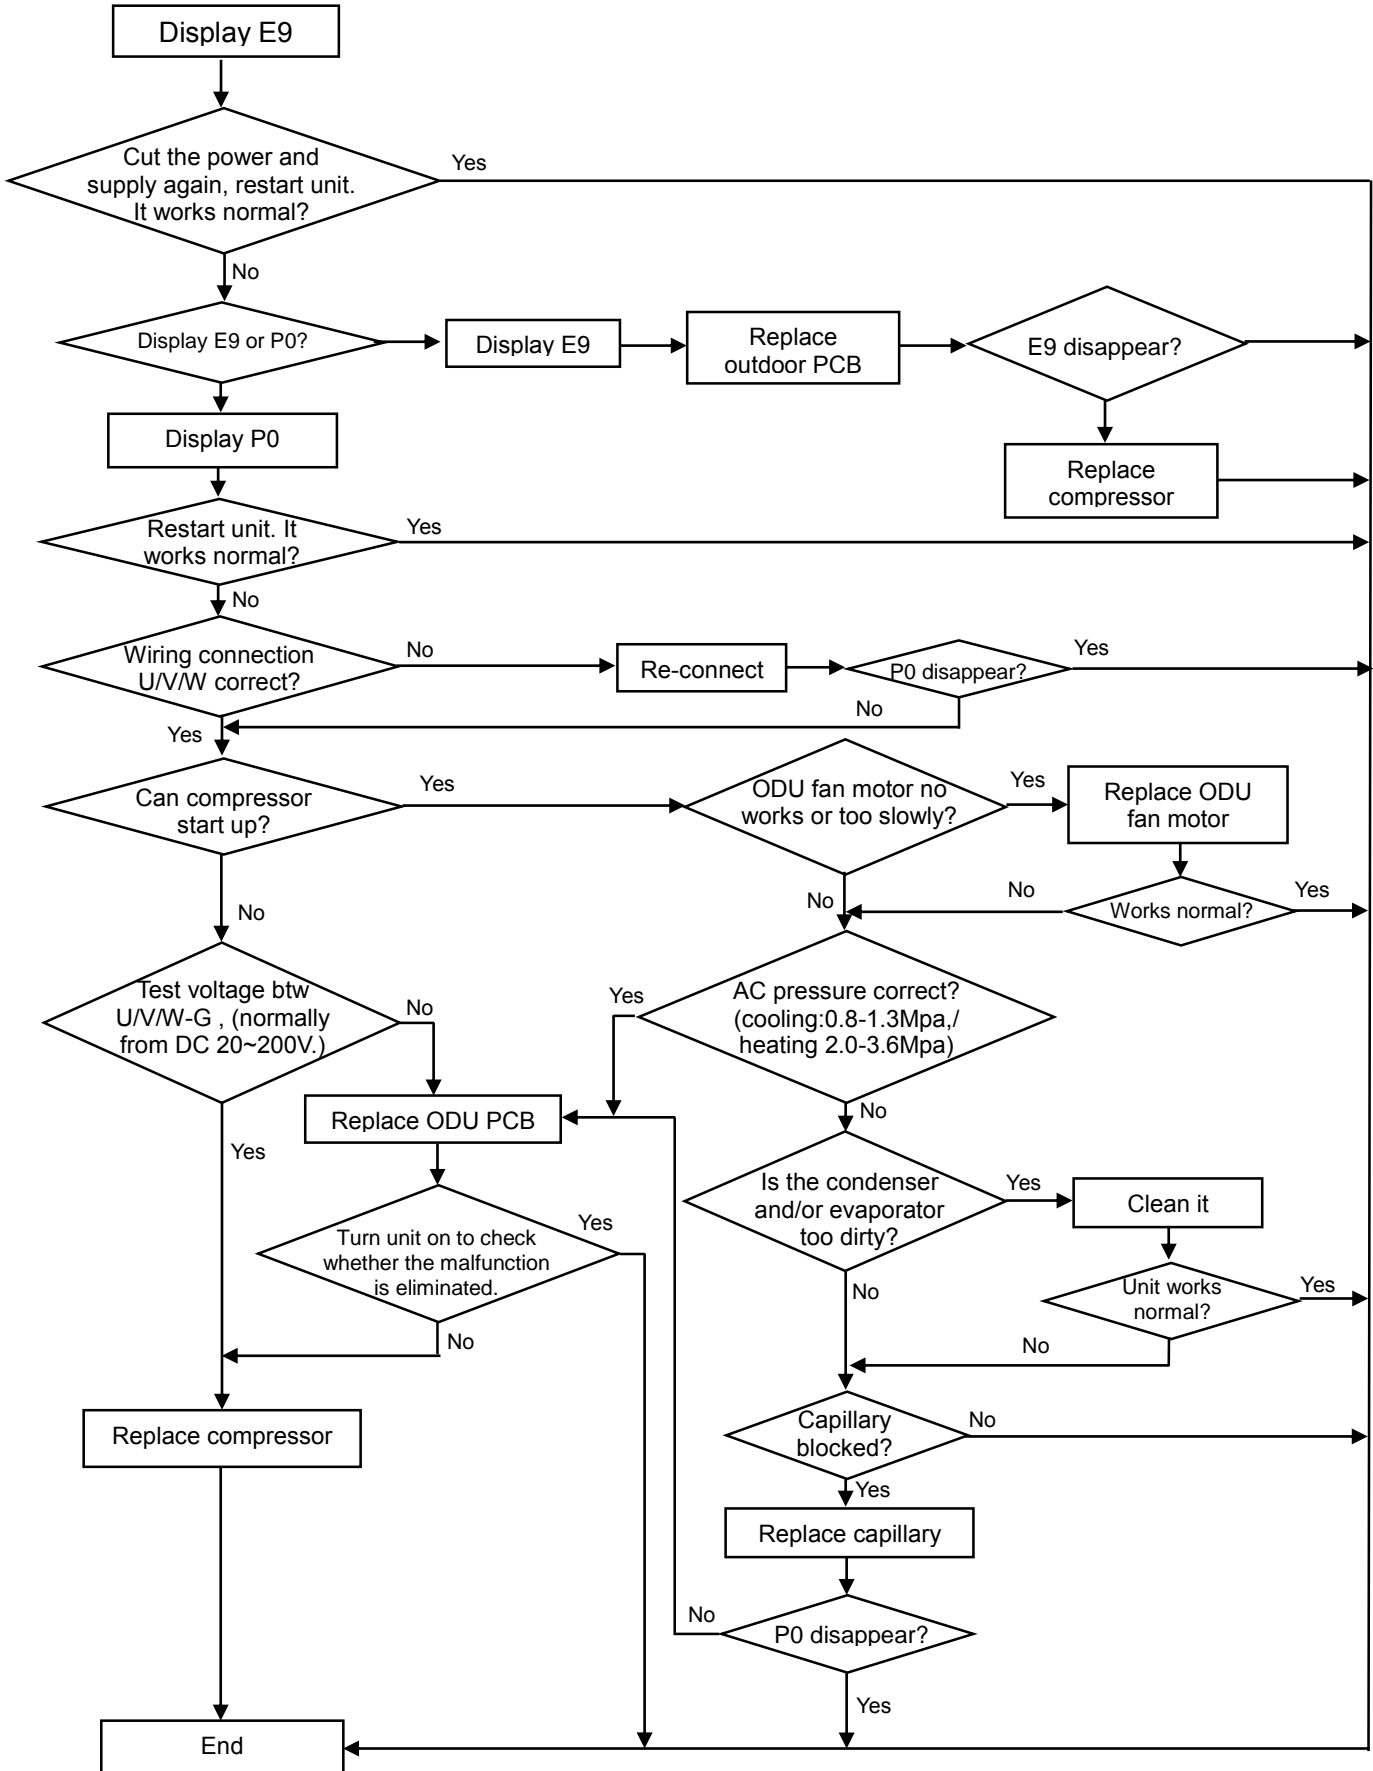 Display E9
Cut the power and
supply again, restart unit.
It works normal?
Yes
No
Display E9 or P0?
Display E9
Replace
outdoor PCB
E9 disappear?
Display P0
Replace
compressor
Restart unit. It
works normal?
Yes
No
Wiring connection
U/V/W correct?
No
Re-connect
P0 disappear?
Yes
No
Yes
Can compressor
start up?
Yes
ODU fan motor no
works or too slowly?
Yes
Replace ODU
fan motor
No
No
Works normal?
Yes
No
Test voltage btw
U/V/W-G , (normally
from DC 20~200V.)
No
Yes
AC pressure correct?
(cooling:0.8-1.3Mpa,/
heating 2.0-3.6Mpa)
Replace ODU PCB
No
Yes
Is the condenser
and/or evaporator
too dirty?
Yes
Clean it
Turn unit on to check
whether the malfunction
is eliminated.
Yes
No
Unit works
normal?
Yes
No
No
Capillary
blocked?
No
Replace compressor
Yes
Replace capillary
No
P0 disappear?
Yes
End